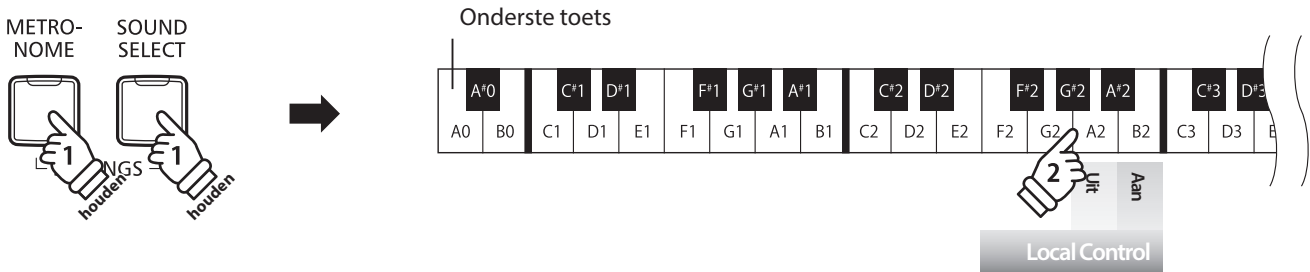 Onderste toets
METRO-
NOME
SOUND
SELECT
A#0 C#1 D#1 F#1 G#1 A#1 C#2 D#2 F#2 G#2 A#2 C#3 D#3
A0 B0 C1 D1 E1 F1 G1 A1 B1 C2 D2 E2 F2 G2 A2 B2 C3 D3
1 1
NGS
houden houden
2
Uit
Aan
Local Control